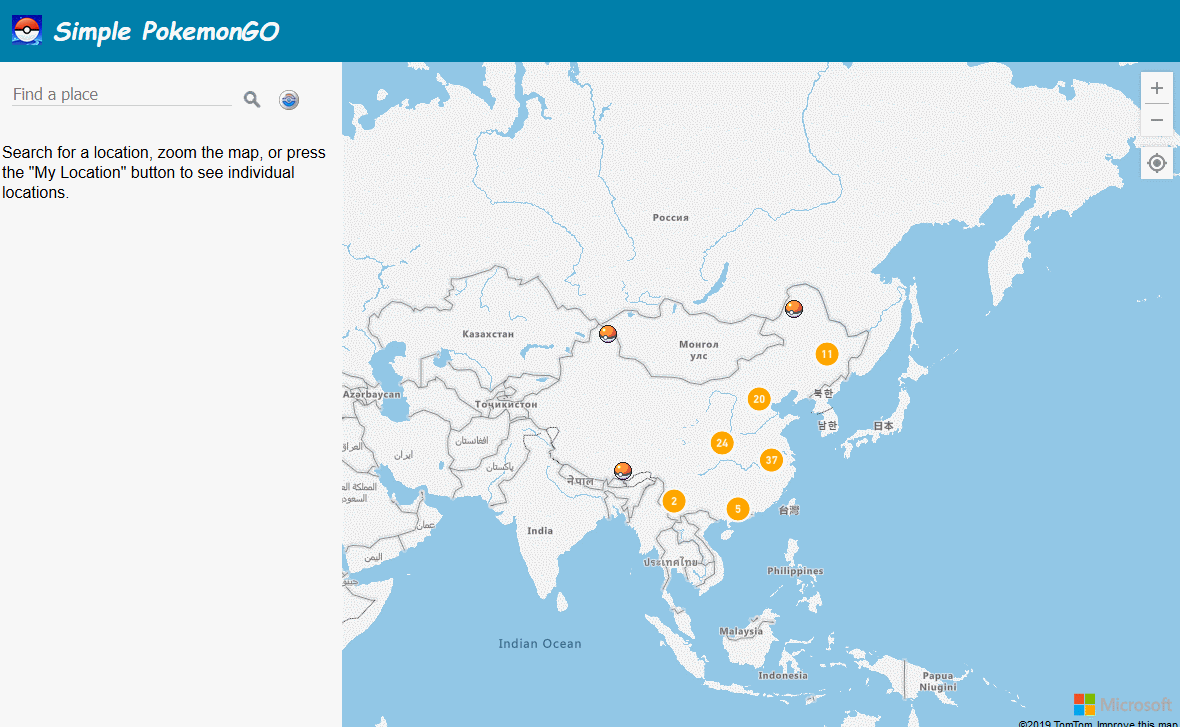 Simple PokemonGO
Find a place
Search for a location, zoom the map, or press
the "My Location" button to see individual
locations.
Россия
Казахстан
Монгол
улс
11
Azərbaycan
Тоҷикистон
20
북한
남한
日本
افغانستان
24
ایران
37
پاکستان
नेपाल
المملكة ال
السعود
2
5
台灣
عمان
India
اليمن
ประเทศไทย
Philippines
Malaysia
Indian Ocean
Indonesia
Papua
Niugini
Microsoft
©2019 TomTom Improve this map